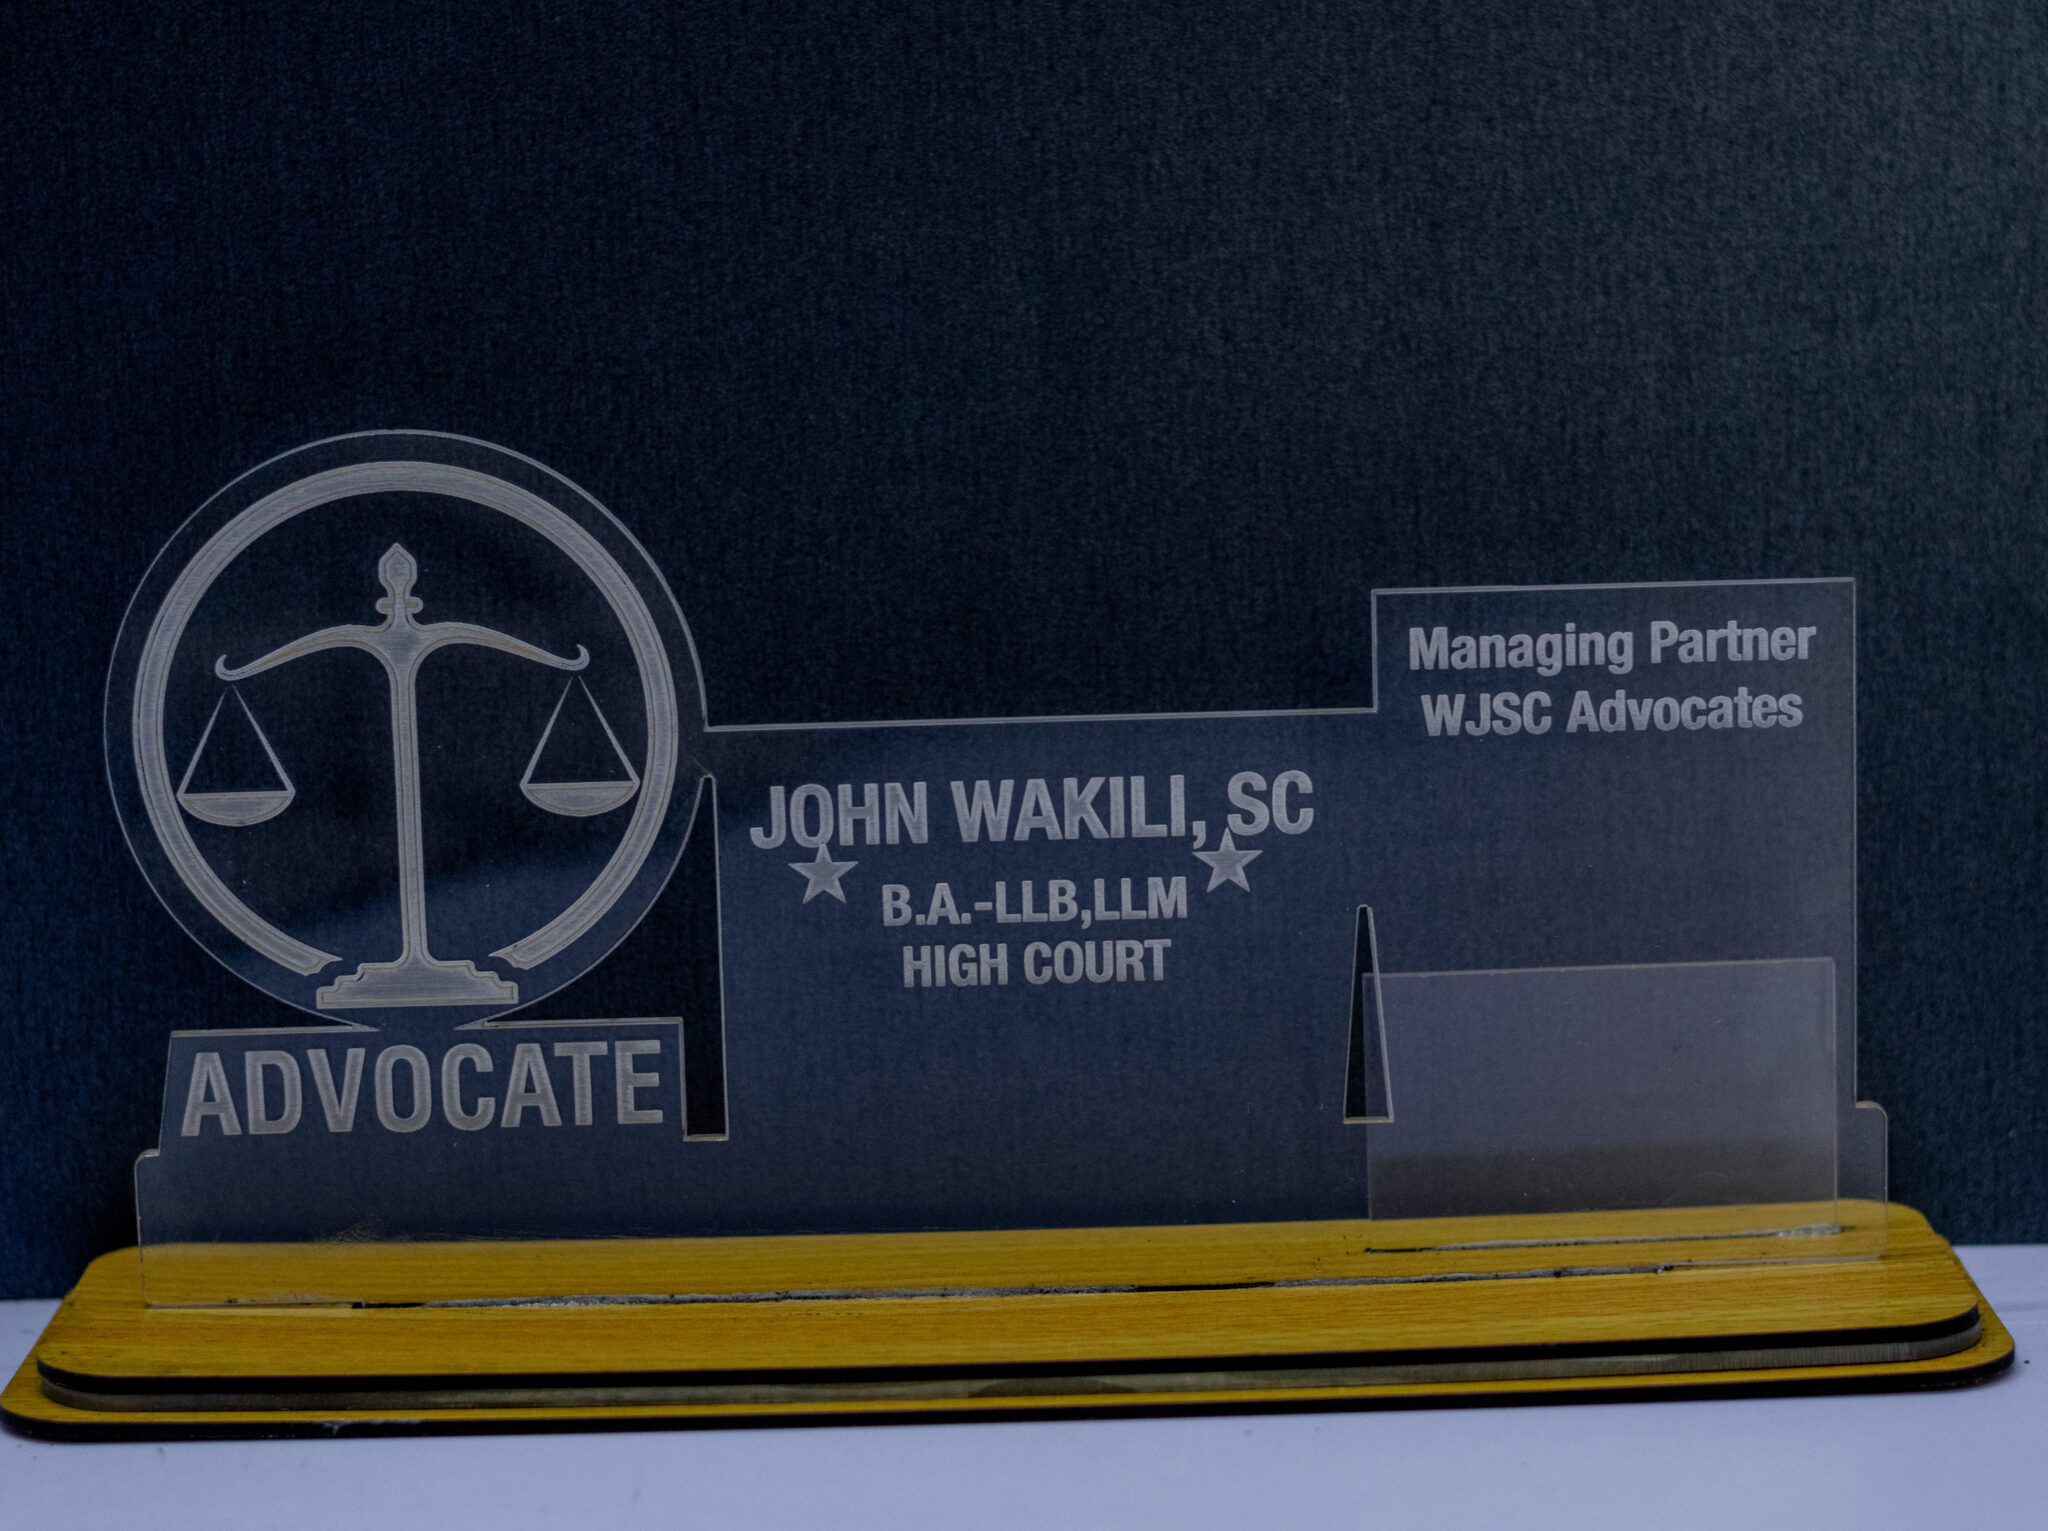 ADVOCATE
JOHN WAKILI, SC
B.A.-LLB,LLM
HIGH COURT
Managing Partner
WJSC Advocates